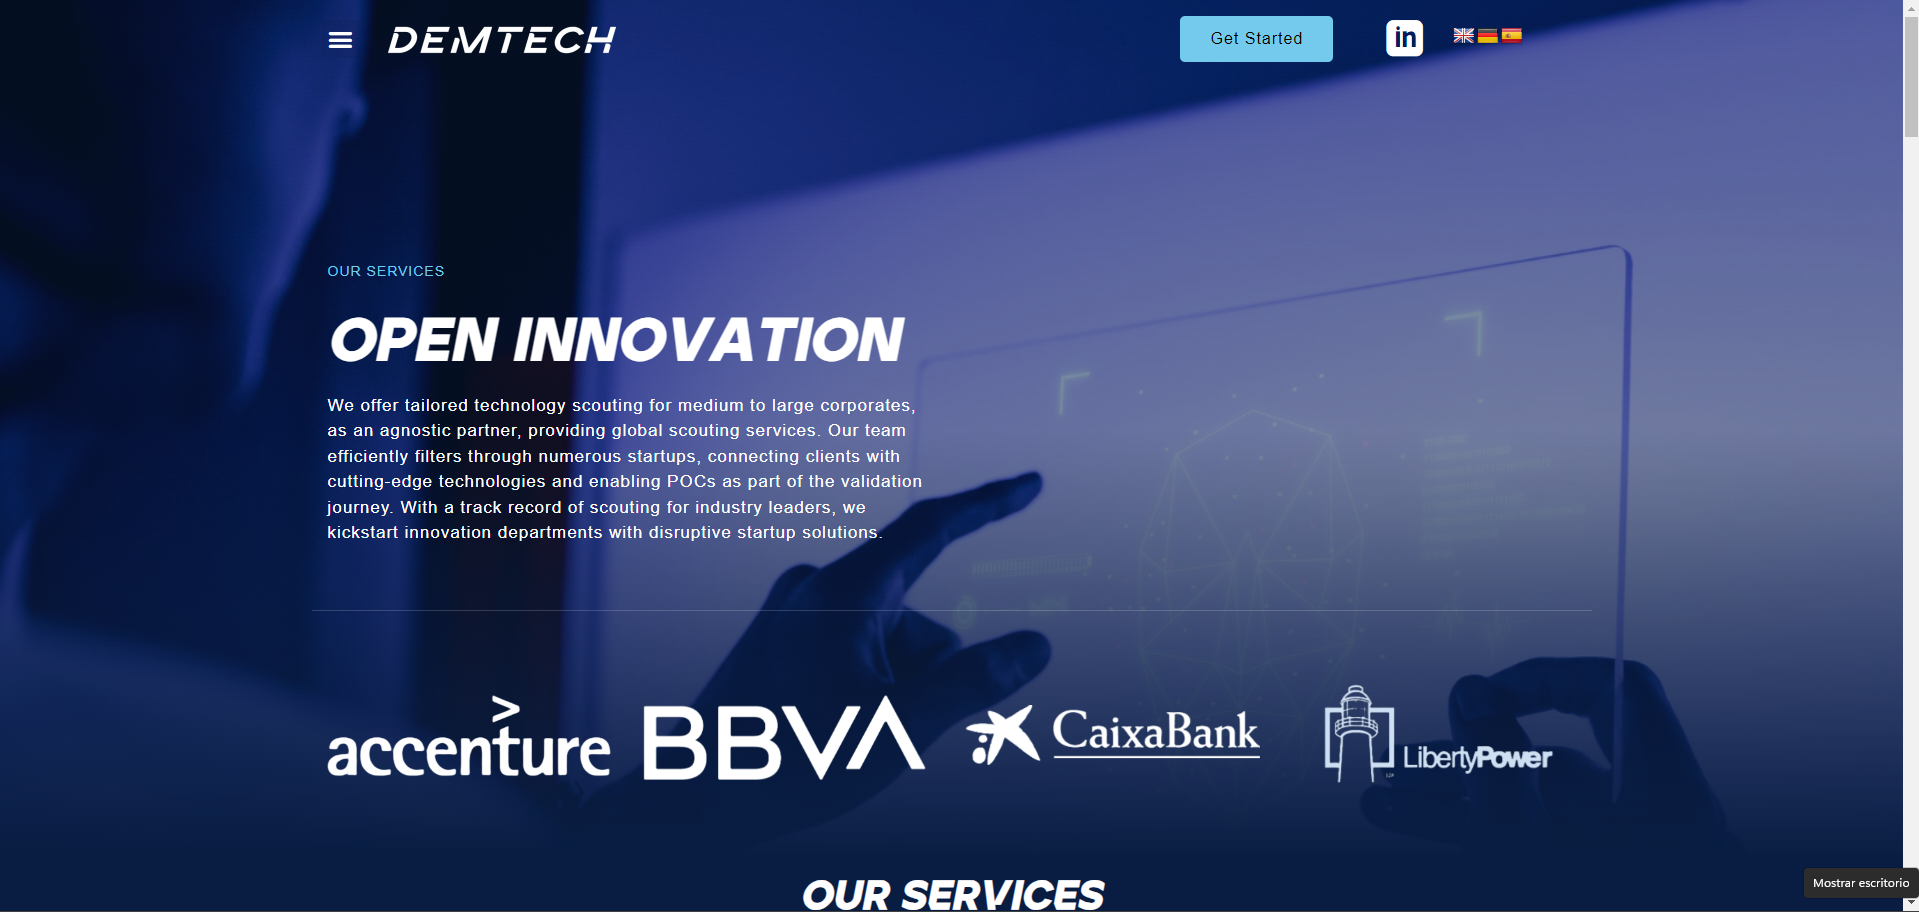 DEMTECH
Get Started
in
OUR SERVICES
OPEN INNOVATION
We offer tailored technology scouting for medium to large corporates,
as an agnostic partner, providing global scouting services. Our team
efficiently filters through numerous startups, connecting clients with
cutting-edge technologies and enabling POCs as part of the validation
journey. With a track record of scouting for industry leaders, we
kickstart innovation departments with disruptive startup solutions.
accenture
BBVA
CaixaBank
LibertyPower
OUR SERVICES
Mostrar escritorio